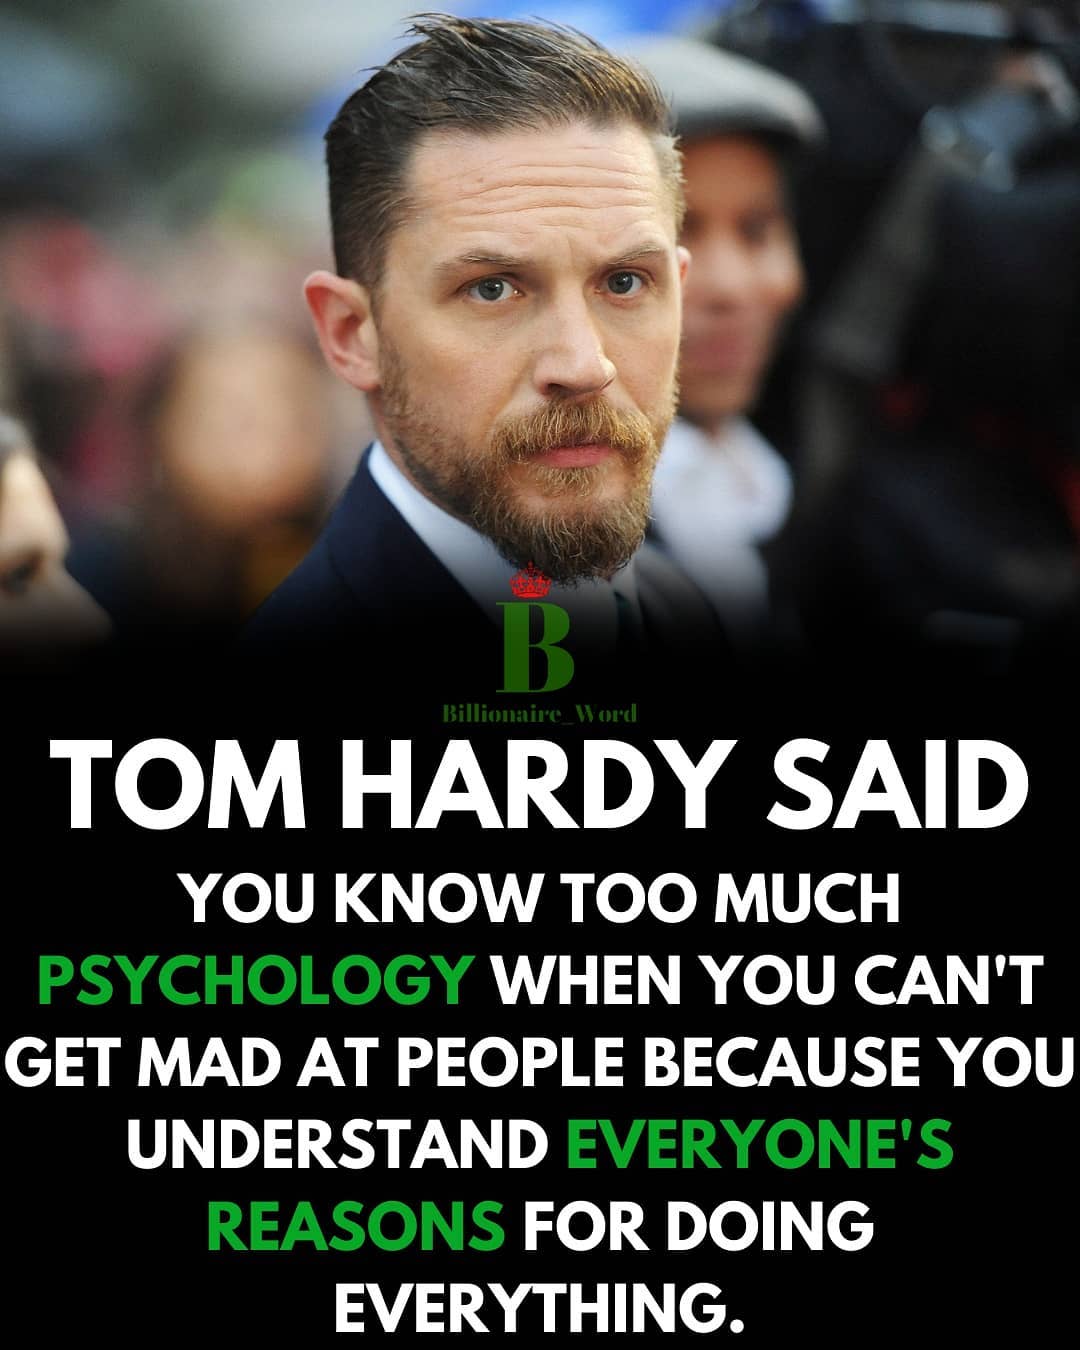 B
Billionaire_Word
TOM HARDY SAID
YOU KNOW TOO MUCH
PSYCHOLOGY WHEN YOU CAN'T
GET MAD AT PEOPLE BECAUSE YOU
UNDERSTAND EVERYONE'S
REASONS FOR DOING
EVERYTHING.